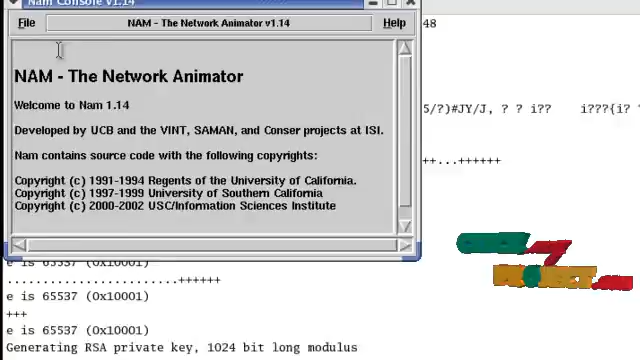 Nam Console v1.14
File
NAM - The Network Animator v1.14
Help
NAM - The Network Animator
Welcome to Nam 1.14
Developed by UCB and the VINT, SAMAN, and Conser projects at ISI.
Nam contains source code with the following copyrights:
Copyright (c) 1991-1994 Regents of the University of California.
Copyright (c) 1997-1999 University of Southern California
Copyright (c) 2000-2002 USC/Information Sciences Institute
48
5/?}#JY/J, ? ? i?? i???{i? ?
++...++++++
e is 65537 (0x10001)
.......................++++++
e is 65537 (0x10001)
+++
e is 65537 (0x10001)
Generating RSA private key, 1024 bit long modulus